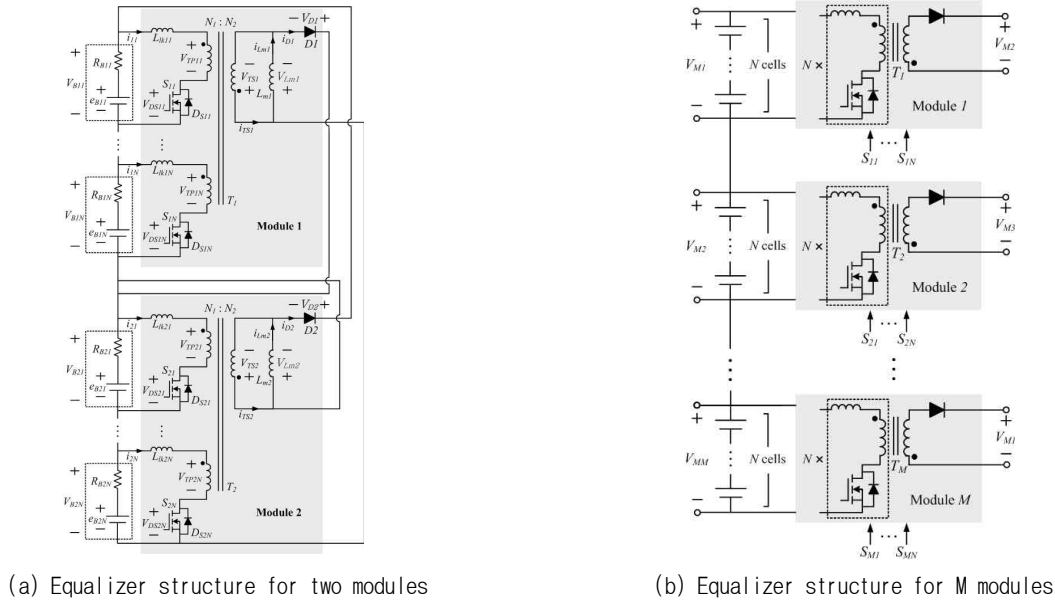 N1 : N2
− VD1 +
i11
Llk11
iD1
D1
iLm1
RB11
VTP11
VB11
S11
VTS1
VLm1
eB11
VDS11
DS11
Lm1
iTS1
i1N
Llk1N
RB1N
VTP1N
VB1N
S1N
T1
eB1N
VDS1N
DS1N
Module 1
N1 : N2
− VD2 +
i21
Llk21
iD2
D2
iLm2
RB21
VTP21
VB21
S21
VTS2
VLm2
eB21
VDS21
DS21
Lm2
iTS2
i2N
Llk2N
RB2N
VTP2N
VB2N
S2N
T2
eB2N
VDS2N
DS2N
Module 2
(a) Equalizer structure for two modules
VM1
N cells
N ×
T1
VM2
Module 1
S11 ··· S1N
VM2
N cells
N ×
T2
VM3
Module 2
S21 ··· S2N
VMM
N cells
N ×
TM
VM1
Module M
SM1 ··· SMN
(b) Equalizer structure for M modules